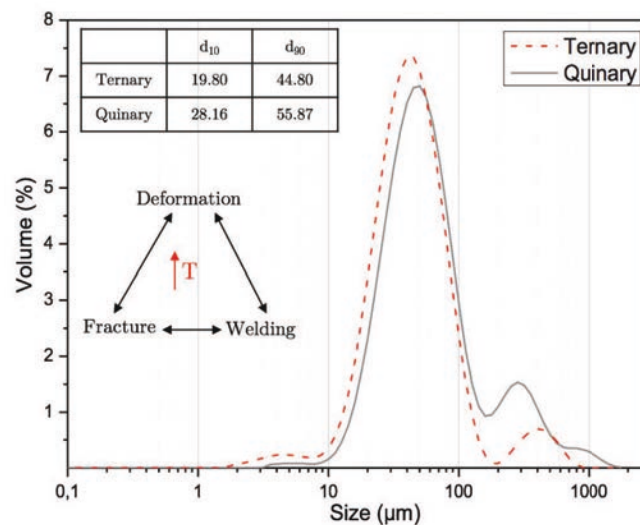 8
7
6
5
4
3
2
1
Volume (%)
d10 d90
Ternary 19.80 44.80
Quinary 28.16 55.87
Ternary
Quinary
Deformation
T
Fracture Welding
0,1 1 10 100 1000
Size (µm)